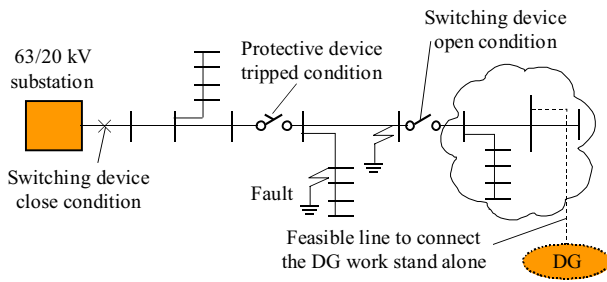 63/20 kV
substation
Protective device
tripped condition
Switching device
open condition
Switching device
close condition
Fault
Feasible line to connect
the DG work stand alone
DG